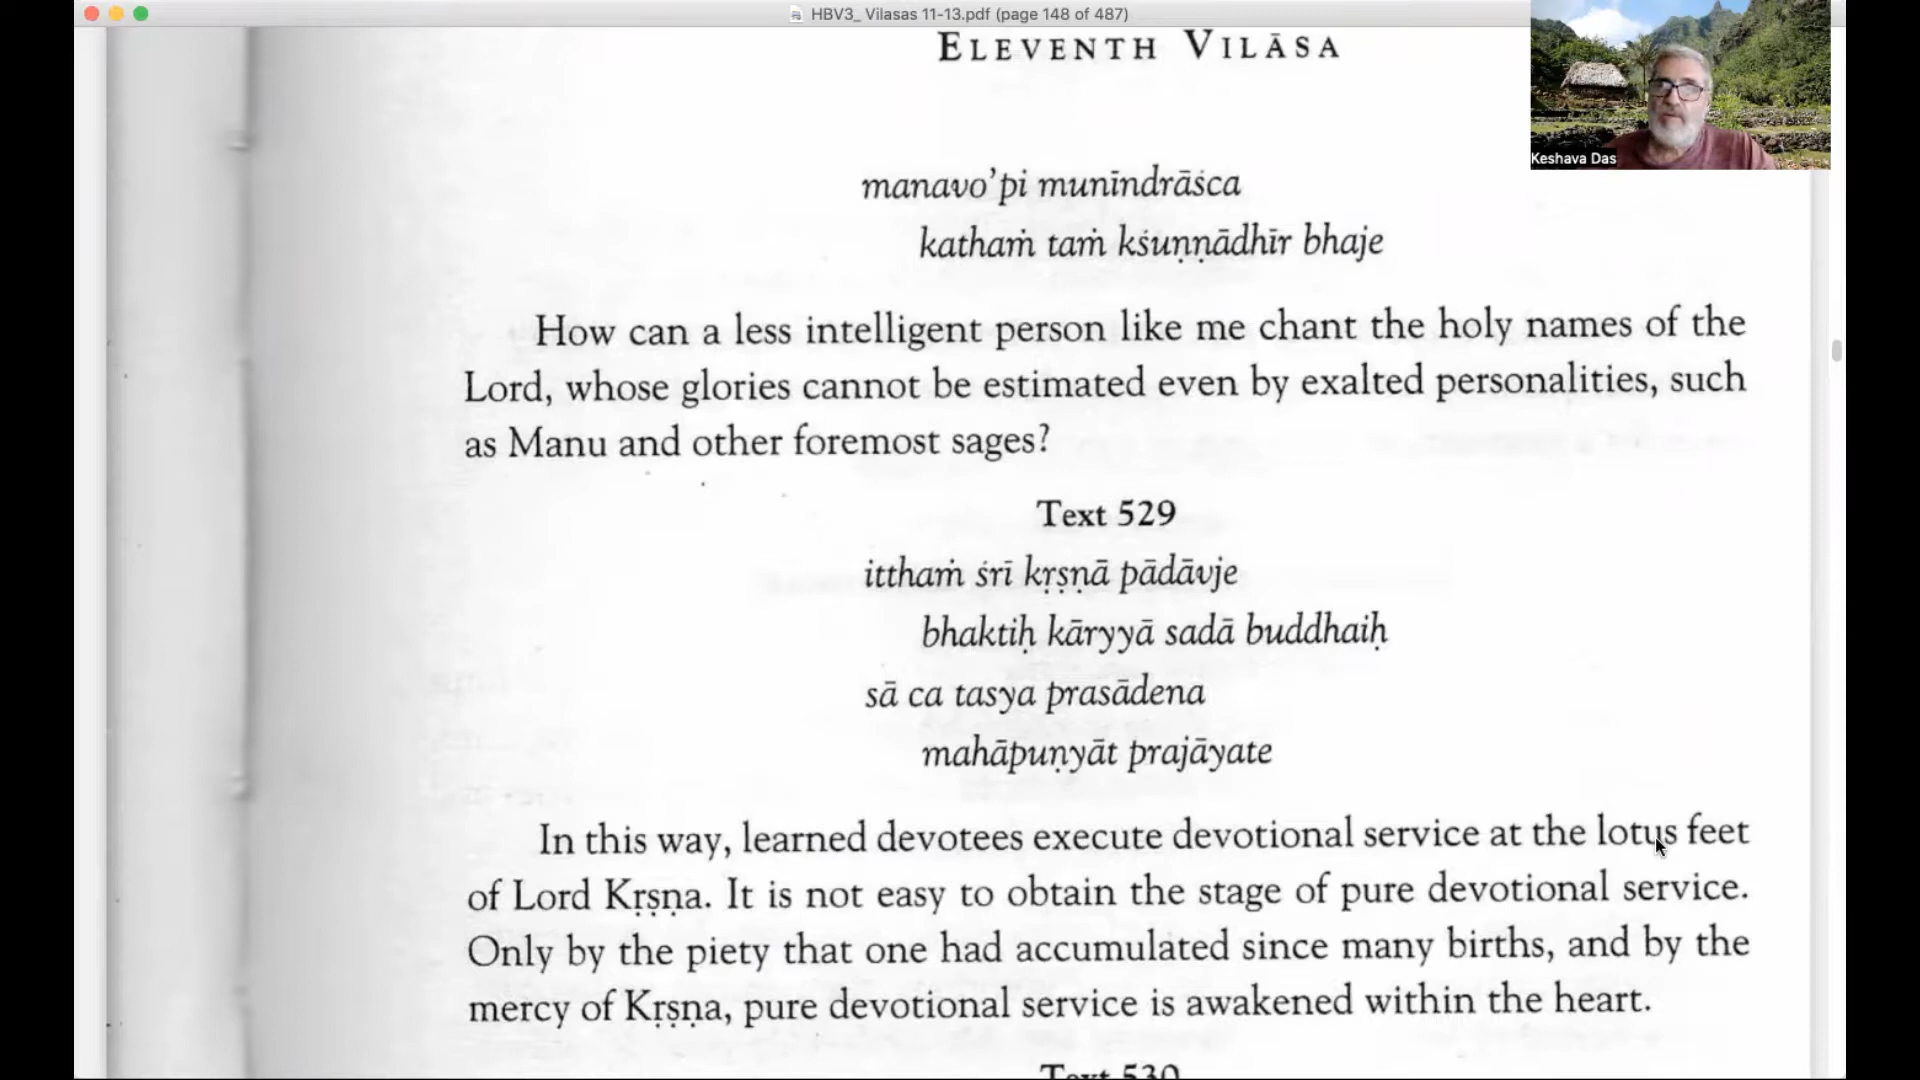 HBV3_ Vilasas 11-13.pdf (page 148 of 487)
ELEVENTH VILĀSA
Keshava Das
manavo'pi munīndrāśca
kathaṁ taṁ kśuṇṇādhīr bhaje
How can a less intelligent person like me chant the holy names of the
Lord, whose glories cannot be estimated even by exalted personalities, such
as Manu and other foremost sages?
Text 529
itthaṁ śrī kṛṣṇā pādāvje
bhaktiḥ kāryyā sadā buddhaiḥ
sā ca tasya prasādena
mahāpuṇyāt prajāyate
In this way, learned devotees execute devotional service at the lotus feet
of Lord Kṛṣṇa. It is not easy to obtain the stage of pure devotional service.
Only by the piety that one had accumulated since many births, and by the
mercy of Kṛṣṇa, pure devotional service is awakened within the heart.
Text 530